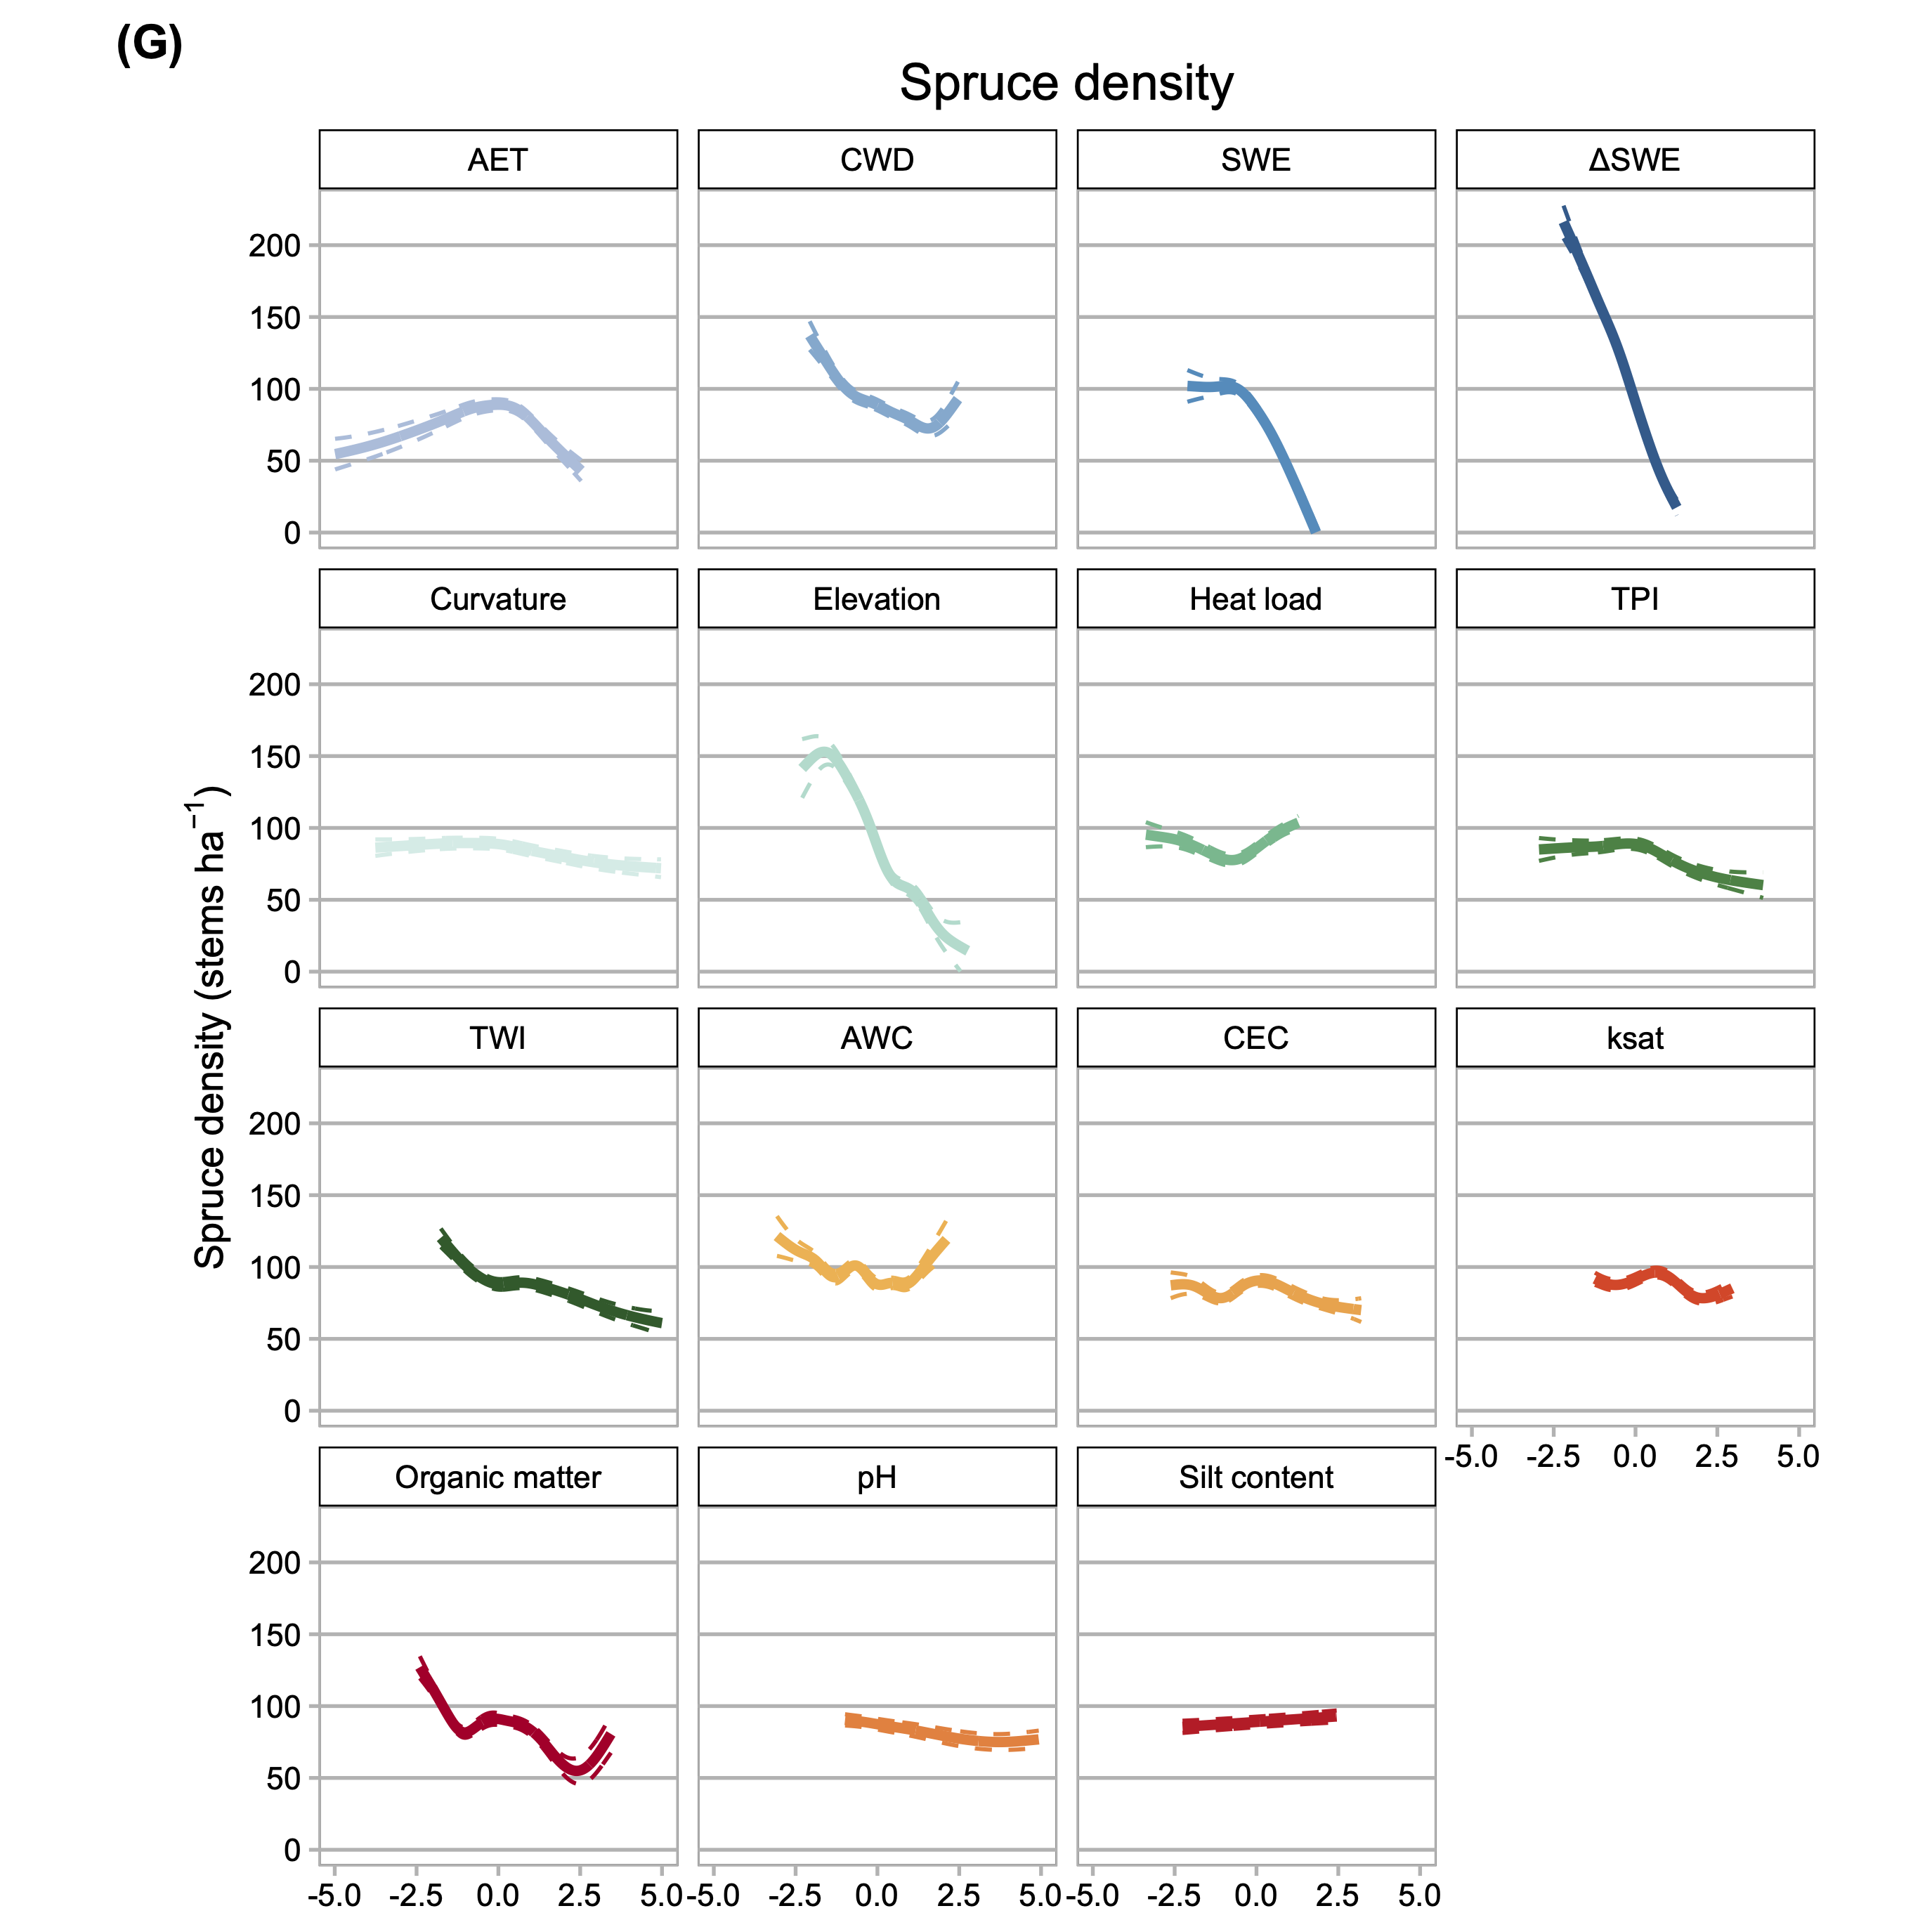 (G)
Spruce density
AET CWD SWE ΔSWE
200
150
100
50
0
Curvature Elevation Heat load TPI
200
150
100
50
0
TWI AWC CEC ksat
200
150
100
50
0
-5.0 -2.5 0.0 2.5 5.0
Organic matter pH Silt content
200
150
100
50
0
-5.0 -2.5 0.0 2.5 5.0 -5.0 -2.5 0.0 2.5 5.0 -5.0 -2.5 0.0 2.5 5.0
Spruce density (stems ha⁻¹)